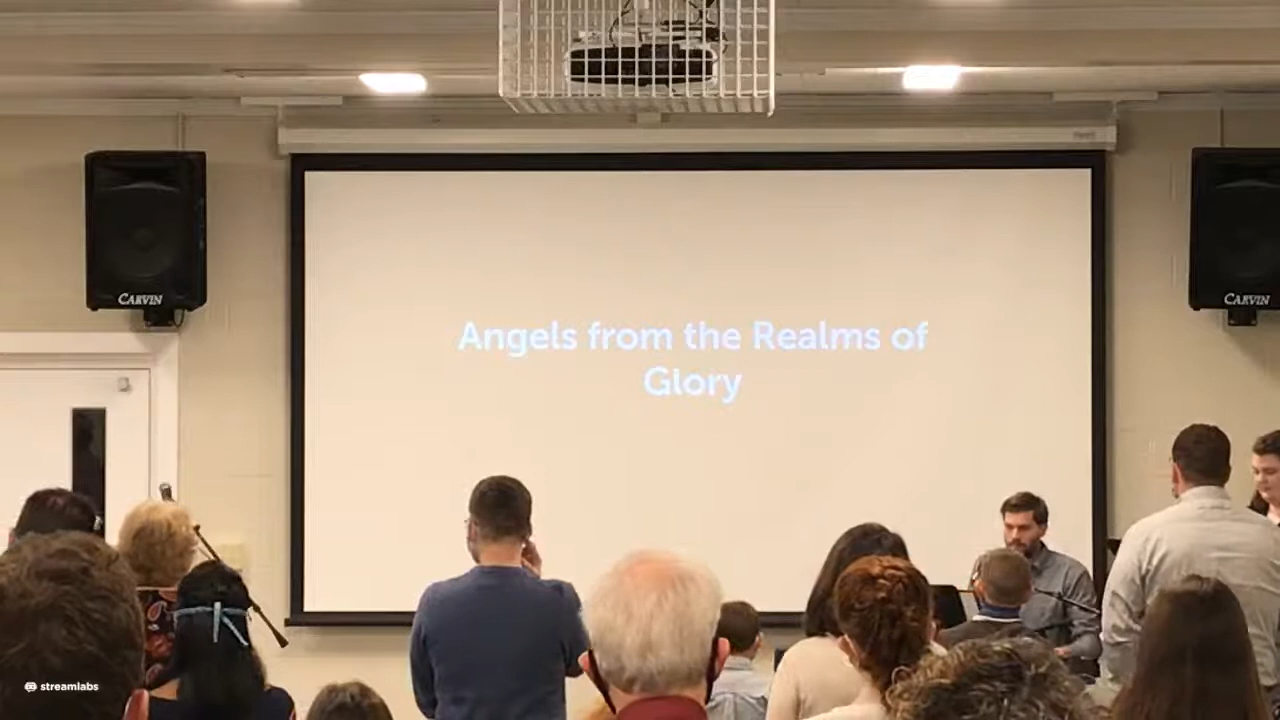 CARVIN
CARVIN
Angels from the Realms of
Glory
streamlabs